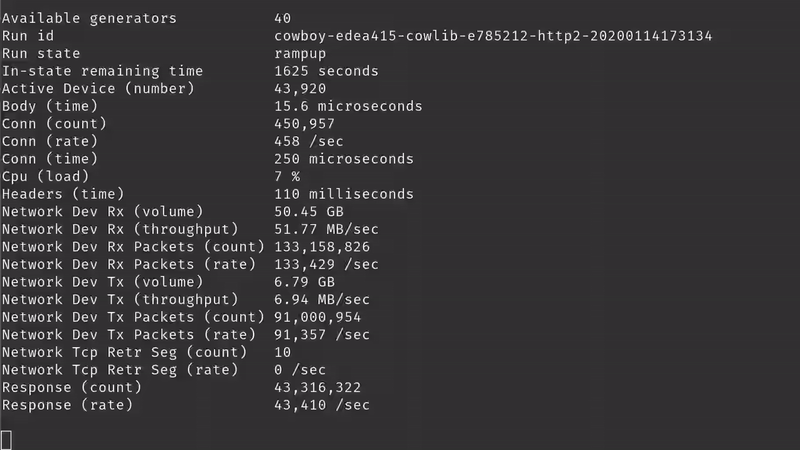 Available generators 40
Run id cowboy-edea415-cowlib-e785212-http2-20200114173134
Run state rampup
In-state remaining time 1625 seconds
Active Device (number) 43,920
Body (time) 15.6 microseconds
Conn (count) 450,957
Conn (rate) 458 /sec
Conn (time) 250 microseconds
Cpu (load) 7 %
Headers (time) 110 milliseconds
Network Dev Rx (volume) 50.45 GB
Network Dev Rx (throughput) 51.77 MB/sec
Network Dev Rx Packets (count) 133,158,826
Network Dev Rx Packets (rate) 133,429 /sec
Network Dev Tx (volume) 6.79 GB
Network Dev Tx (throughput) 6.94 MB/sec
Network Dev Tx Packets (count) 91,000,954
Network Dev Tx Packets (rate) 91,357 /sec
Network Tcp Retr Seg (count) 10
Network Tcp Retr Seg (rate) 0 /sec
Response (count) 43,316,322
Response (rate) 43,410 /sec